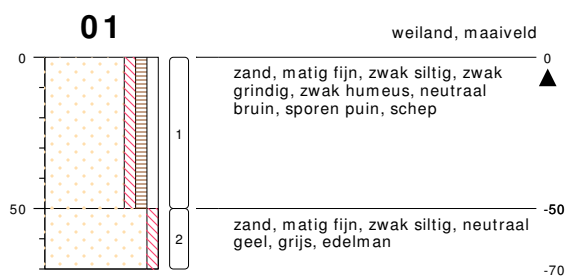 01
weiland, maaiveld
0
0
zand, matig fijn, zwak siltig, zwak
grindig, zwak humeus, neutraal
bruin, sporen puin, schep
1
50
-50
zand, matig fijn, zwak siltig, neutraal
geel, grijs, edelman
2
-70